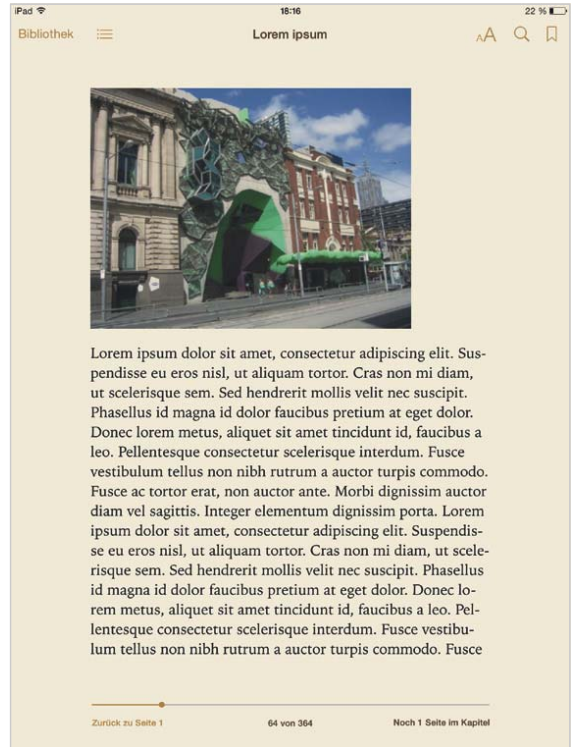 iPad 18:16 22 %
Bibliothek Lorem ipsum AA
Lorem ipsum dolor sit amet, consectetur adipiscing elit. Sus-
pendisse eu eros nisl, ut aliquam tortor. Cras non mi diam,
ut scelerisque sem. Sed hendrerit mollis velit nec suscipit.
Phasellus id magna id dolor faucibus pretium at eget dolor.
Donec lorem metus, aliquet sit amet tincidunt id, faucibus a
leo. Pellentesque consectetur scelerisque interdum. Fusce
vestibulum tellus non nibh rutrum a auctor turpis commodo.
Fusce ac tortor erat, non auctor ante. Morbi dignissim auctor
diam vel sagittis. Integer elementum dignissim porta. Lorem
ipsum dolor sit amet, consectetur adipiscing elit. Suspendis-
se eu eros nisl, ut aliquam tortor. Cras non mi diam, ut scele-
risque sem. Sed hendrerit mollis velit nec suscipit. Phasellus
id magna id dolor faucibus pretium at eget dolor. Donec lo-
rem metus, aliquet sit amet tincidunt id, faucibus a leo. Pel-
lentesque consectetur scelerisque interdum. Fusce vestibu-
lum tellus non nibh rutrum a auctor turpis commodo. Fusce
Zurück zu Seite 1 64 von 364 Noch 1 Seite im Kapitel